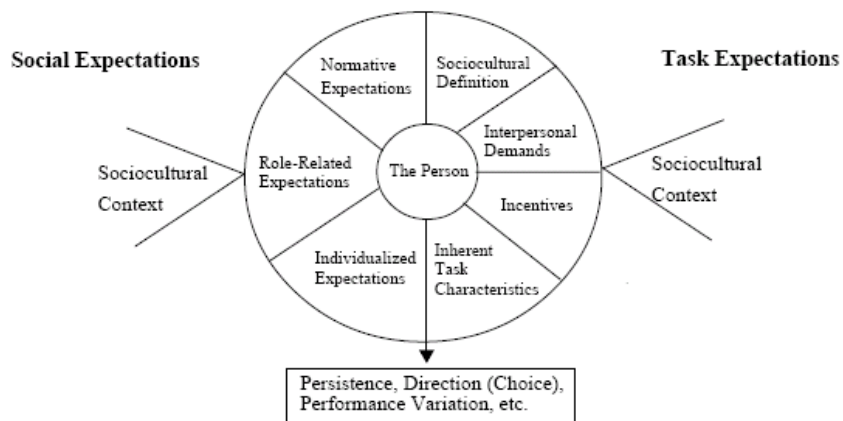 Social Expectations
Task Expectations
Normative
Expectations
Sociocultural
Definition
Interpersonal
Demands
Role-Related
Expectations
The Person
Sociocultural
Context
Sociocultural
Context
Incentives
Individualized
Expectations
Inherent
Task
Characteristics
Persistence, Direction (Choice),
Performance Variation, etc.